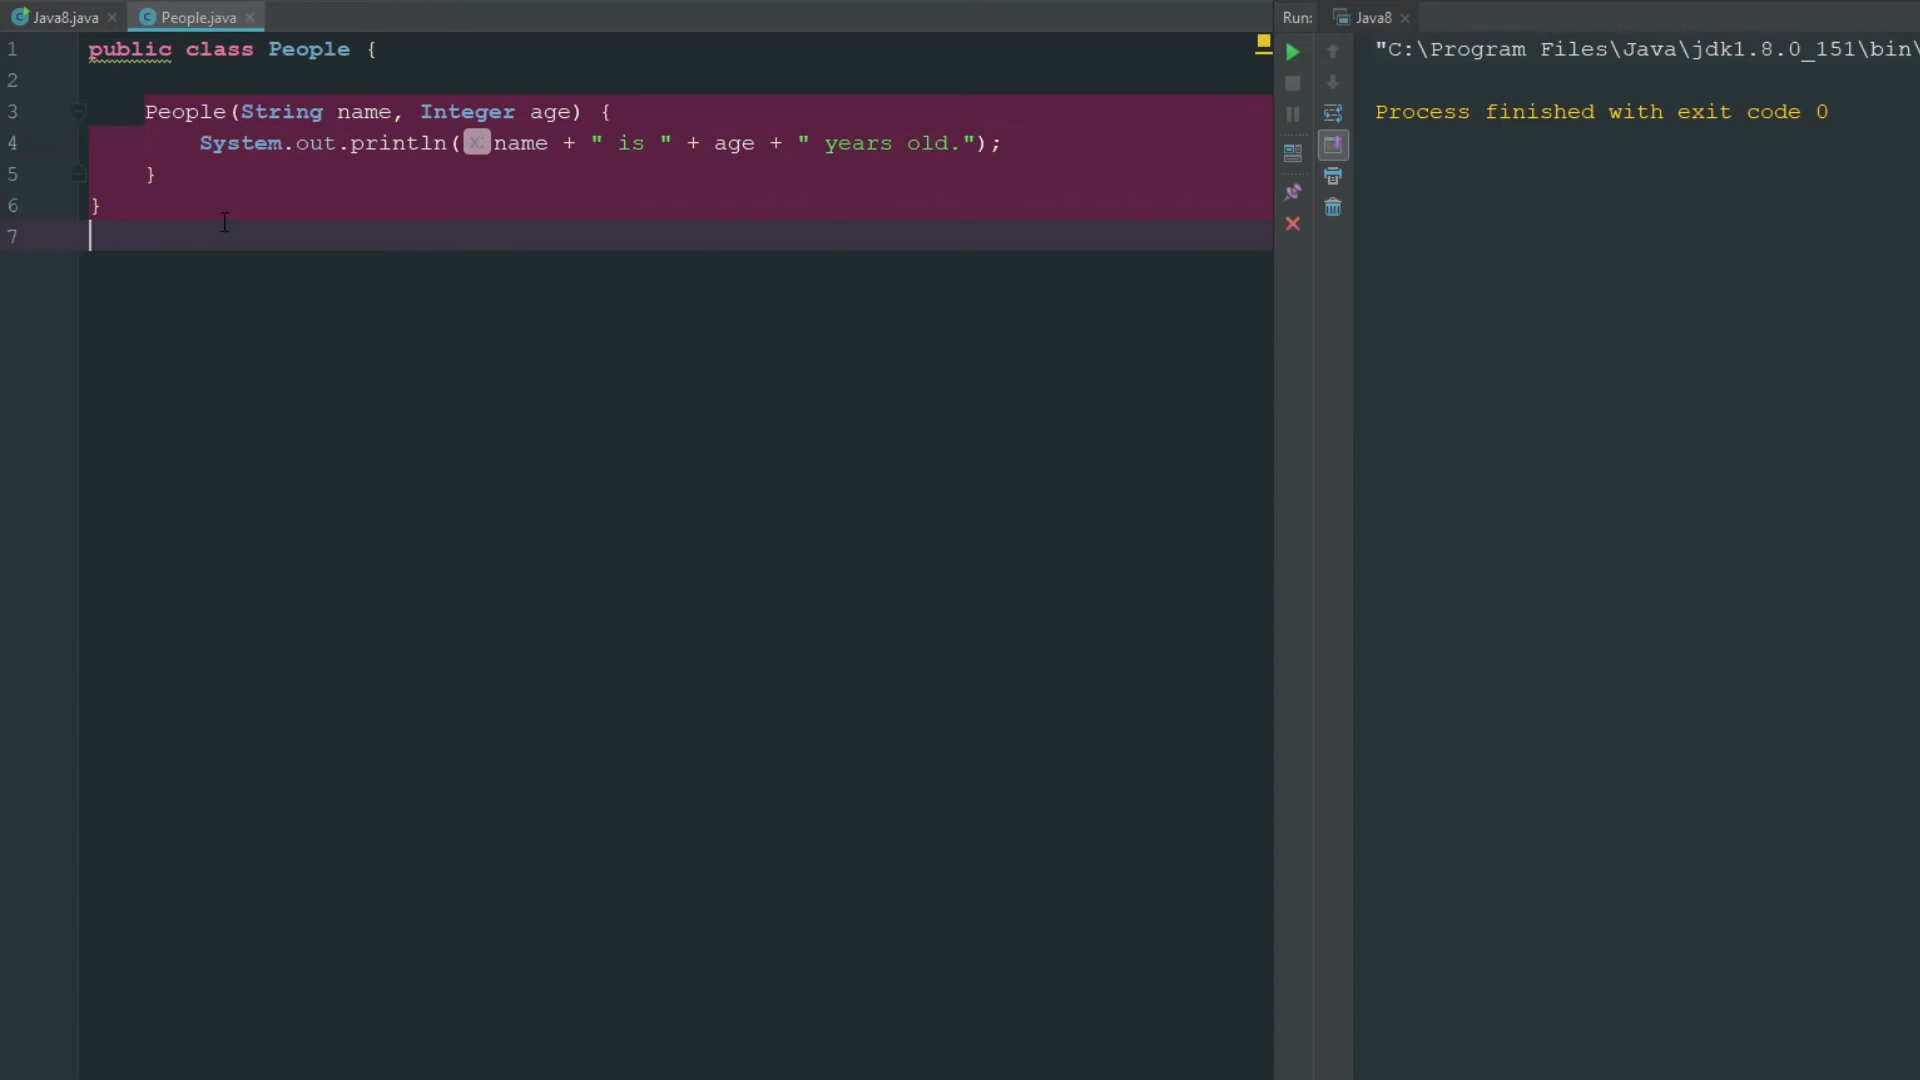 Java8.java People.java
1 public class People {
2
3 People(String name, Integer age) {
4 System.out.println(x: name + " is " + age + " years old.");
5 }
6 }
7
Run: Java8
"C:\Program Files\Java\jdk1.8.0_151\bin\
Process finished with exit code 0